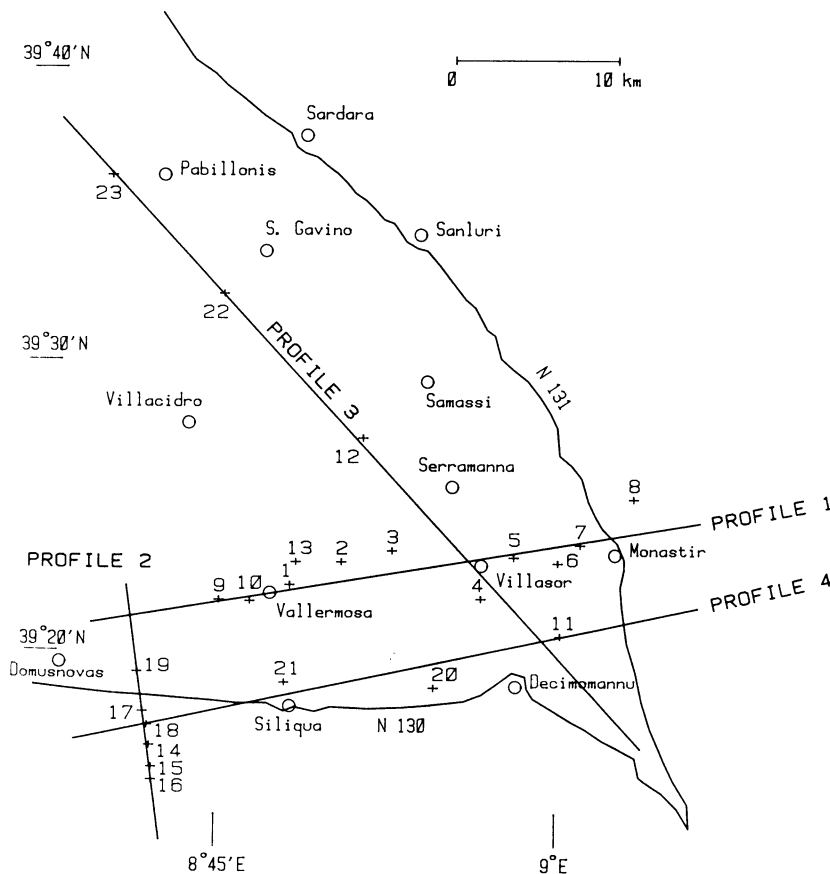 39°40'N
0 10 km
Sardara
Pabillonis
23
S. Gavino
Sanluri
22
PROFILE 3
39°30'N
N 131
Villacidro
Samassi
12
Serramanna
8
PROFILE 1
13 2 3 5 7
PROFILE 2
Monastir
9 10 1 6
Villasor
4
Vallermosa
PROFILE 4
39°20'N
11
Domusnovas
19
21
20
Decimomannu
17
Siliqua
N 130
18
14
15
16
8°45'E
9°E